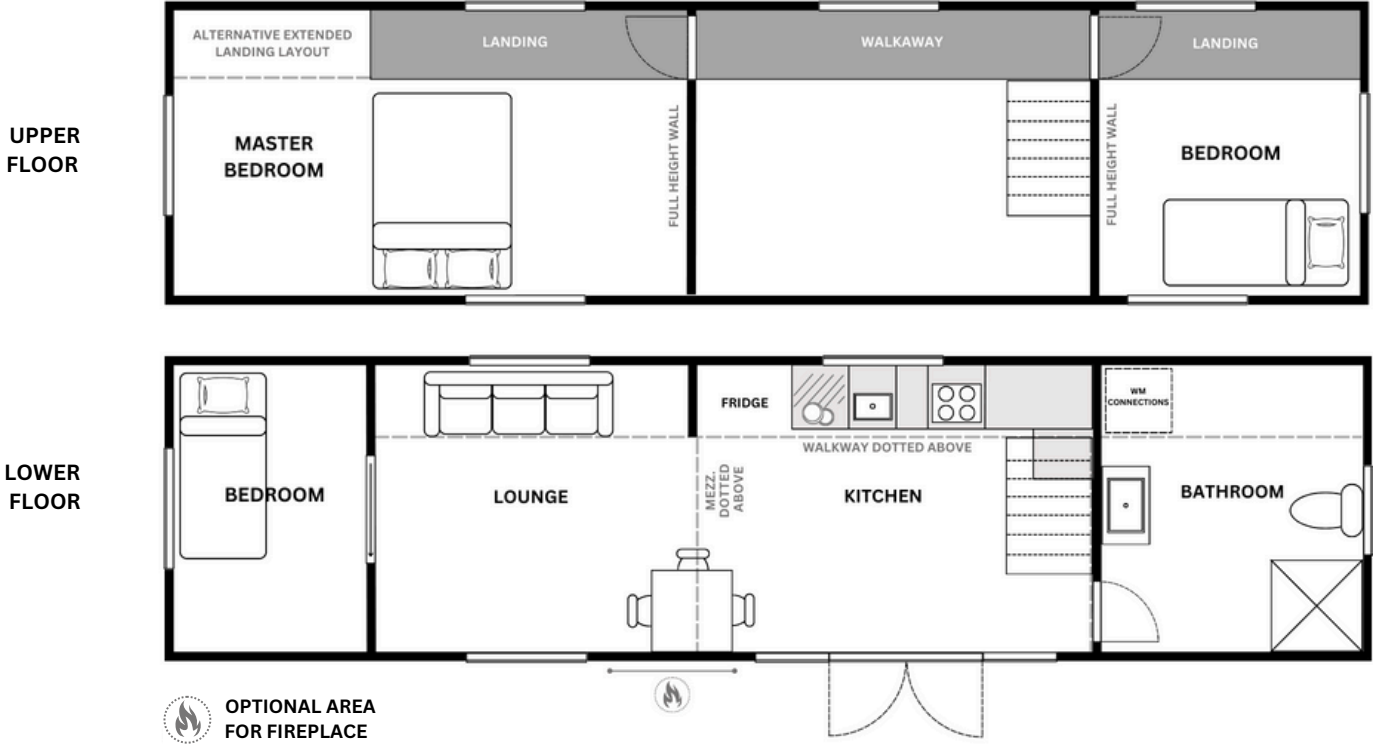 ALTERNATIVE EXTENDED
LANDING LAYOUT
LANDING
WALKAWAY
LANDING
UPPER
FLOOR
MASTER
BEDROOM
FULL HEIGHT WALL
FULL HEIGHT WALL
BEDROOM
FRIDGE
WM
CONNECTIONS
WALKWAY DOTTED ABOVE
LOWER
FLOOR
BEDROOM
LOUNGE
MEZZ.
DOTTED
ABOVE
KITCHEN
BATHROOM
OPTIONAL AREA
FOR FIREPLACE